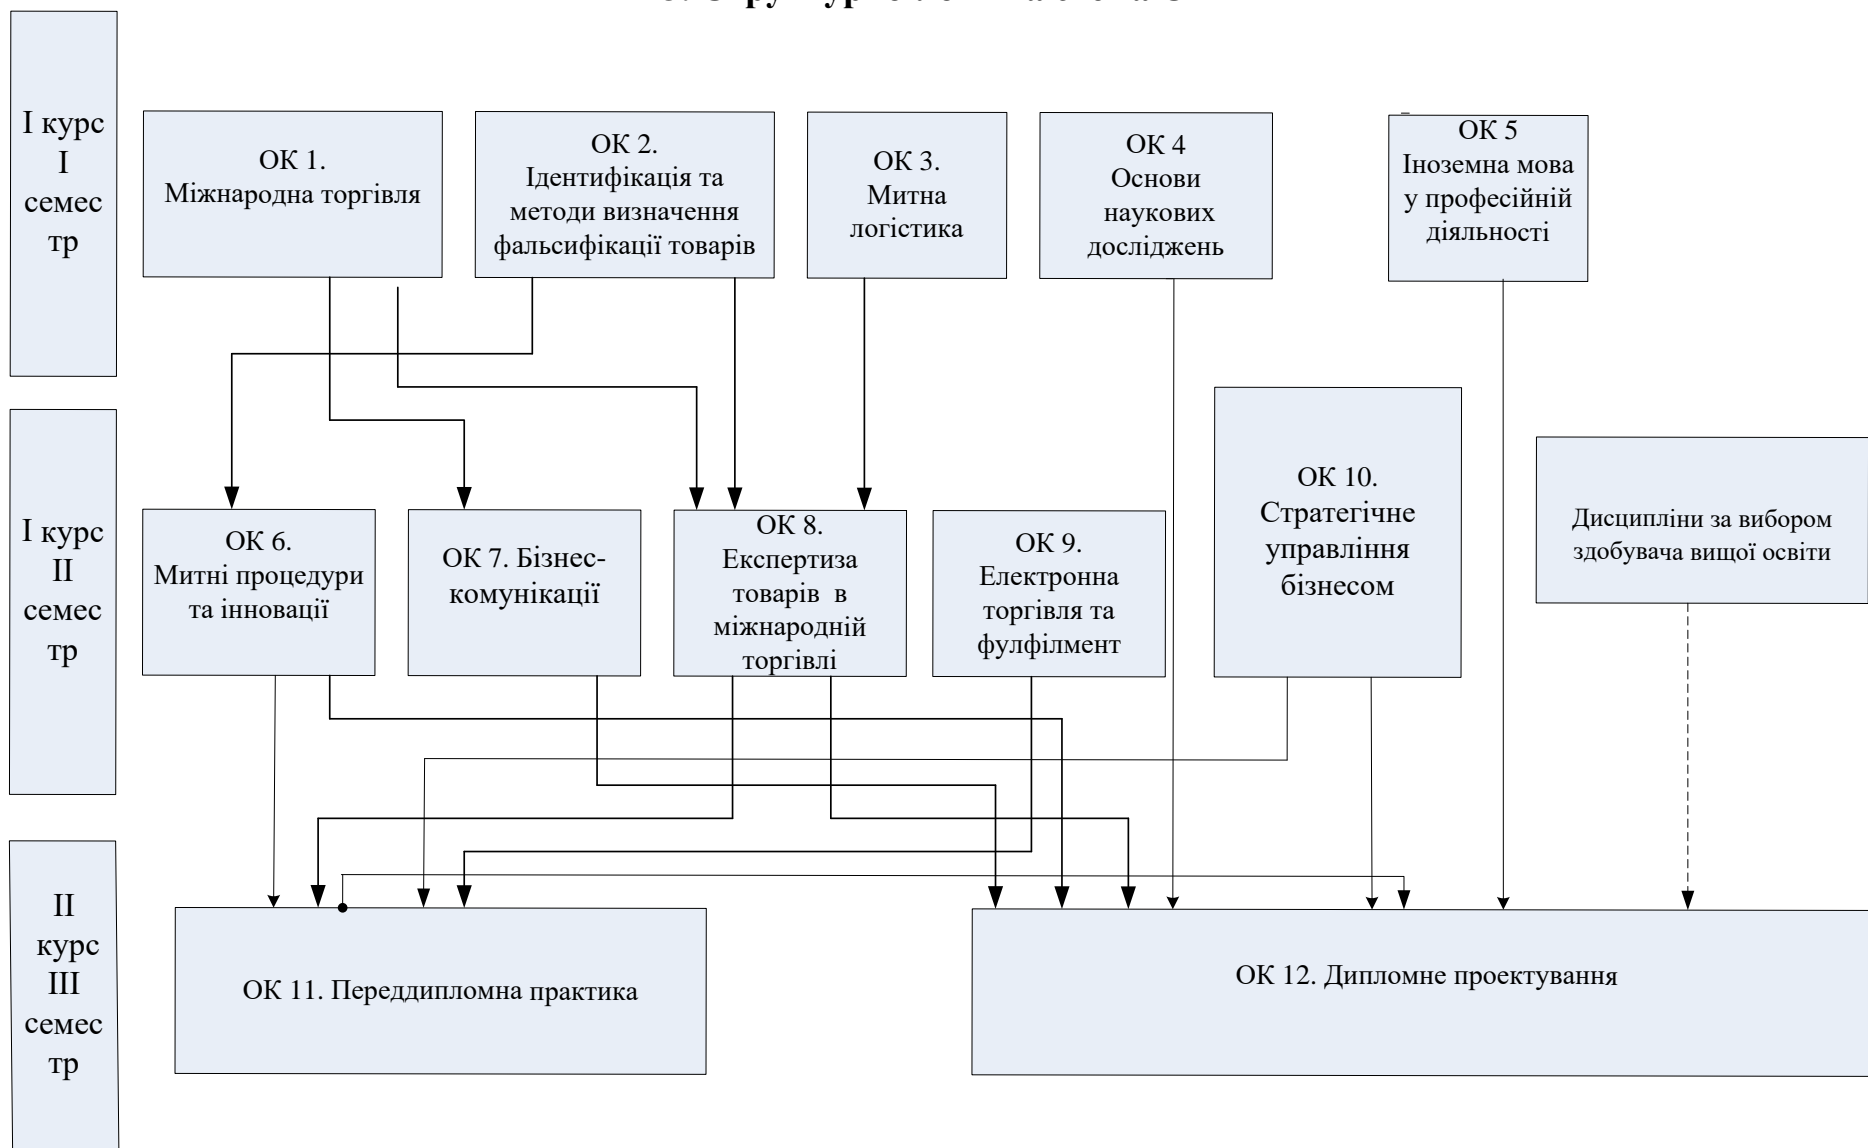 І курс
І
семес
тр
ОК 1.
Міжнародна торгівля
ОК 2.
Ідентифікація та
методи визначення
фальсифікації товарів
ОК 3.
Митна
логістика
ОК 4
Основи
наукових
досліджень
ОК 5
Іноземна мова
у професійній
діяльності
І курс
ІІ
семес
тр
ОК 6.
Митні процедури
та інновації
ОК 7. Бізнес-
комунікації
ОК 8.
Експертиза
товарів в
міжнародній
торгівлі
ОК 9.
Електронна
торгівля та
фулфілмент
ОК 10.
Стратегічне
управління
бізнесом
Дисципліни за вибором
здобувача вищої освіти
ІІ
курс
ІІІ
семес
тр
ОК 11. Переддипломна практика
ОК 12. Дипломне проектування